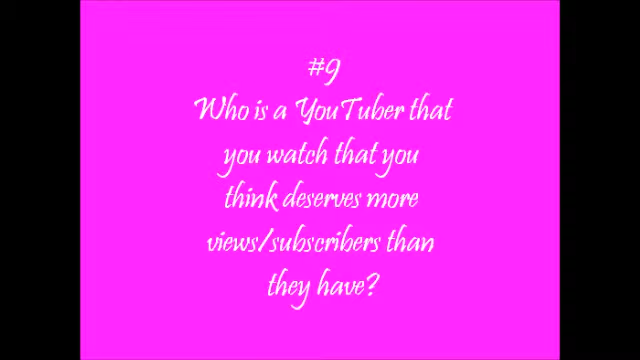 #9
Who is a YouTuber that
you watch that you
think deserves more
views/subscribers than
they have?